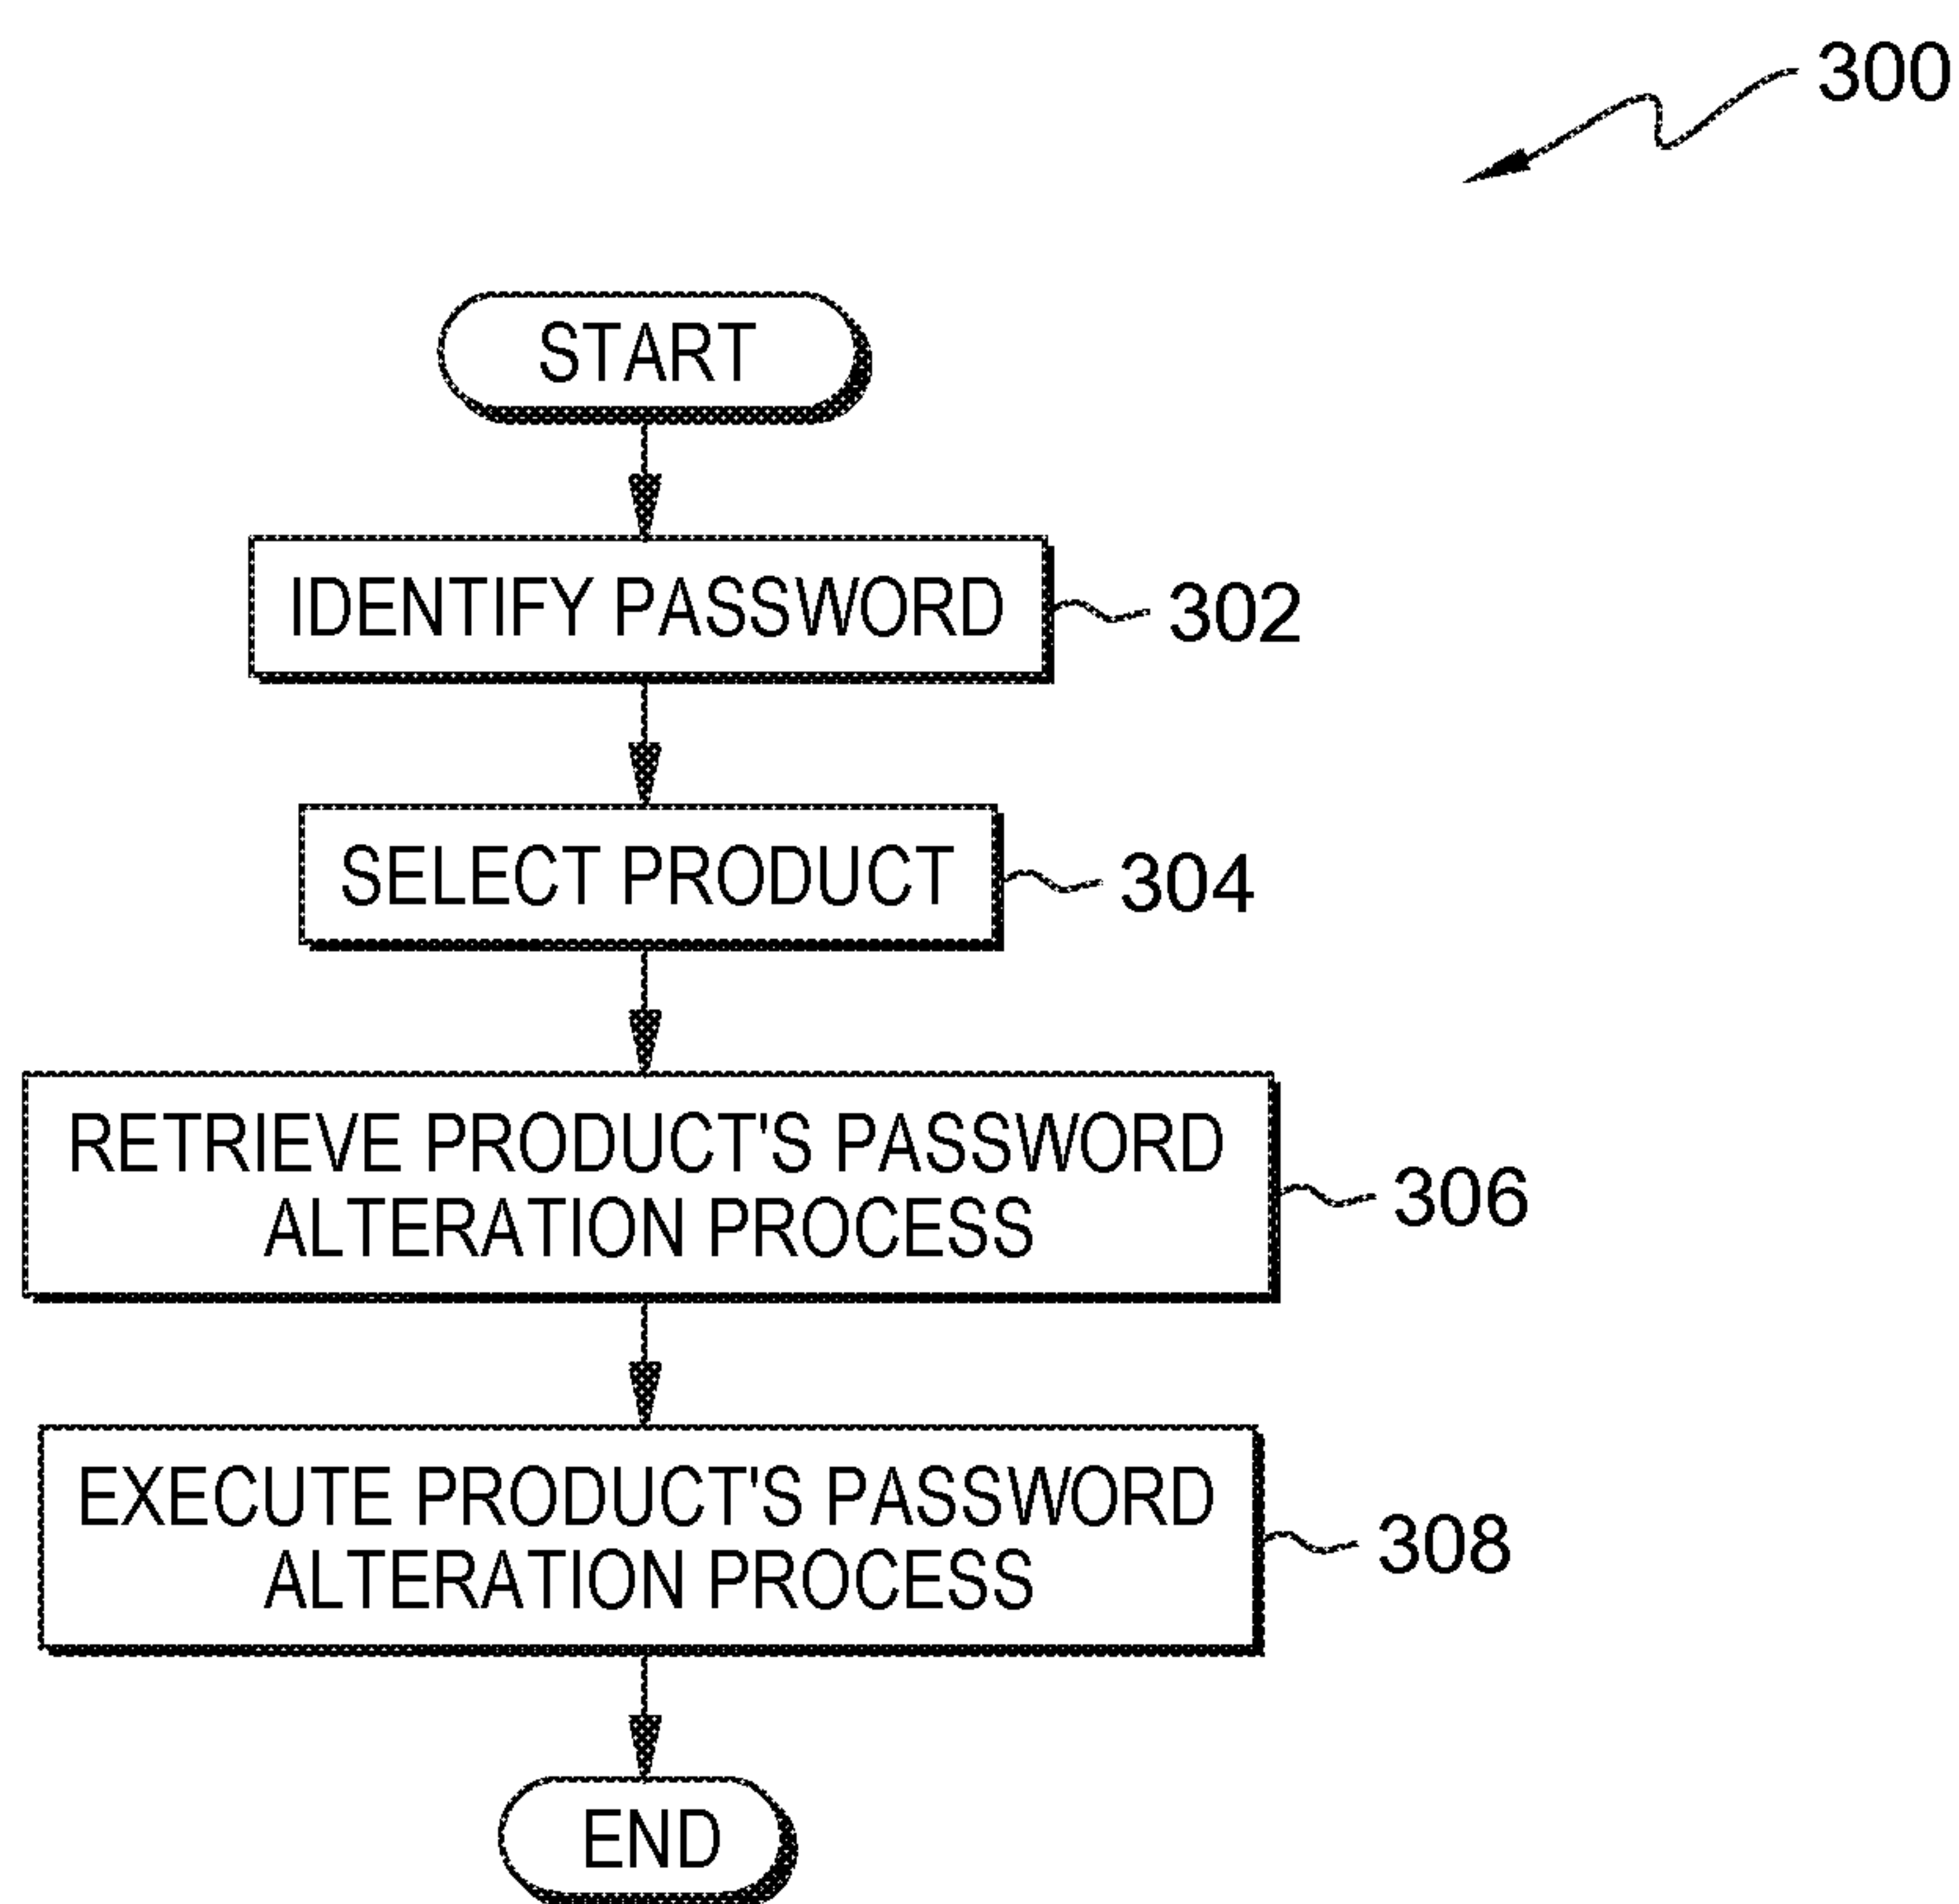 300
START
IDENTIFY PASSWORD
302
SELECT PRODUCT
304
RETRIEVE PRODUCT'S PASSWORD
ALTERATION PROCESS
306
EXECUTE PRODUCT'S PASSWORD
ALTERATION PROCESS
308
END